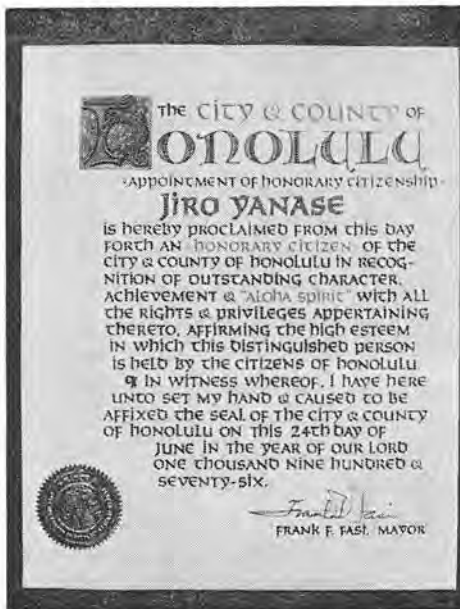 THE CITY & COUNTY OF
HONOLULU
·APPOINTMENT OF HONORARY CITIZENSHIP·
JIRO YANASE
IS HEREBY PROCLAIMED FROM THIS DAY
FORTH AN HONORARY CITIZEN OF THE
CITY & COUNTY OF HONOLULU IN RECOG-
NITION OF OUTSTANDING CHARACTER,
ACHIEVEMENT & "ALOHA SPIRIT" WITH ALL
THE RIGHTS & PRIVILEGES APPERTAINING
THERETO, AFFIRMING THE HIGH ESTEEM
IN WHICH THIS DISTINGUISHED PERSON
IS HELD BY THE CITIZENS OF HONOLULU
¶ IN WITNESS WHEREOF, I HAVE HERE
UNTO SET MY HAND & CAUSED TO BE
AFFIXED THE SEAL OF THE CITY & COUNTY
OF HONOLULU ON THIS 24TH DAY OF
JUNE IN THE YEAR OF OUR LORD
ONE THOUSAND NINE HUNDRED &
SEVENTY-SIX.
Frank F. Fasi
FRANK F. FASI, MAYOR